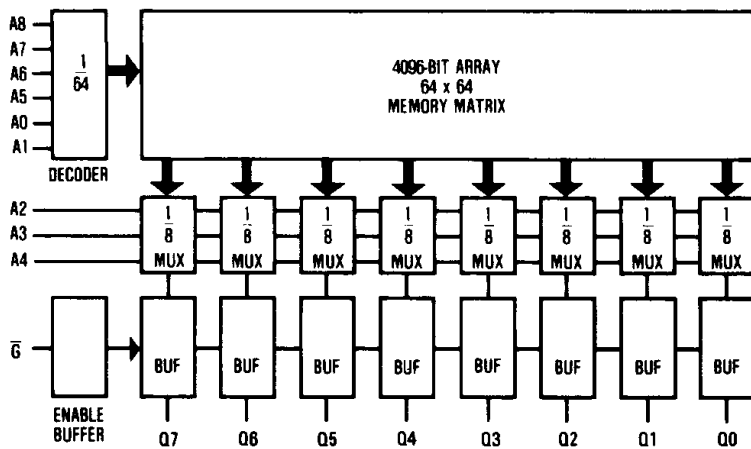 A8
A7
A6
A5
A0
A1
1
64
DECODER
4096-BIT ARRAY
64 x 64
MEMORY MATRIX
A2
A3
A4
1 1 1 1 1 1 1 1
8 8 8 8 8 8 8 8
MUX MUX MUX MUX MUX MUX MUX MUX
G
BUF BUF BUF BUF BUF BUF BUF BUF
ENABLE
BUFFER
Q7 Q6 Q5 Q4 Q3 Q2 Q1 Q0